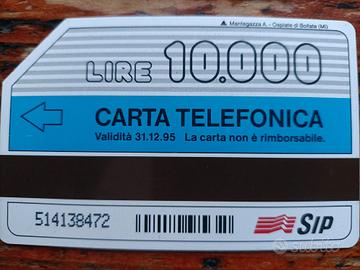 Mantegazza A. - Ospiate di Bollate (MI)
LIRE 10.000
CARTA TELEFONICA
Validità 31.12.95 La carta non è rimborsabile.
514138472
SIP
subito